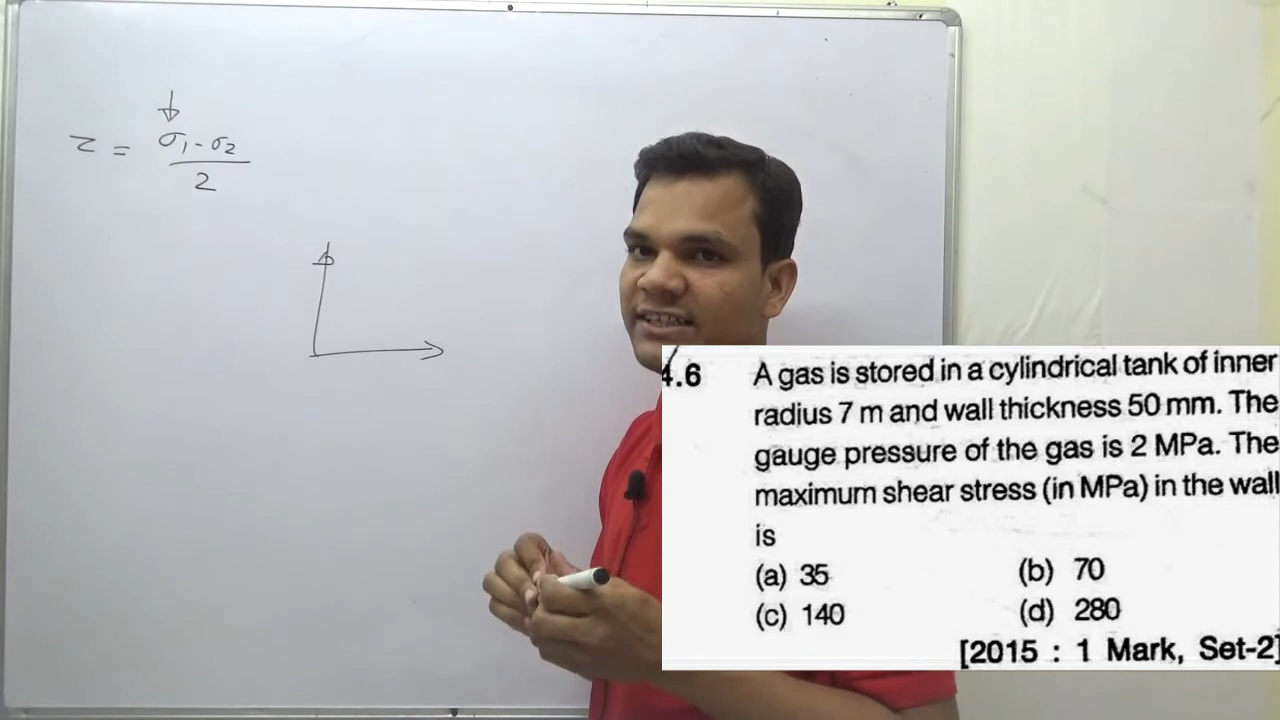 τ = σ1 - σ2
2
4.6 A gas is stored in a cylindrical tank of inner
radius 7 m and wall thickness 50 mm. The
gauge pressure of the gas is 2 MPa. The
maximum shear stress (in MPa) in the wall
is
(a) 35 (b) 70
(c) 140 (d) 280
[2015 : 1 Mark, Set-2]